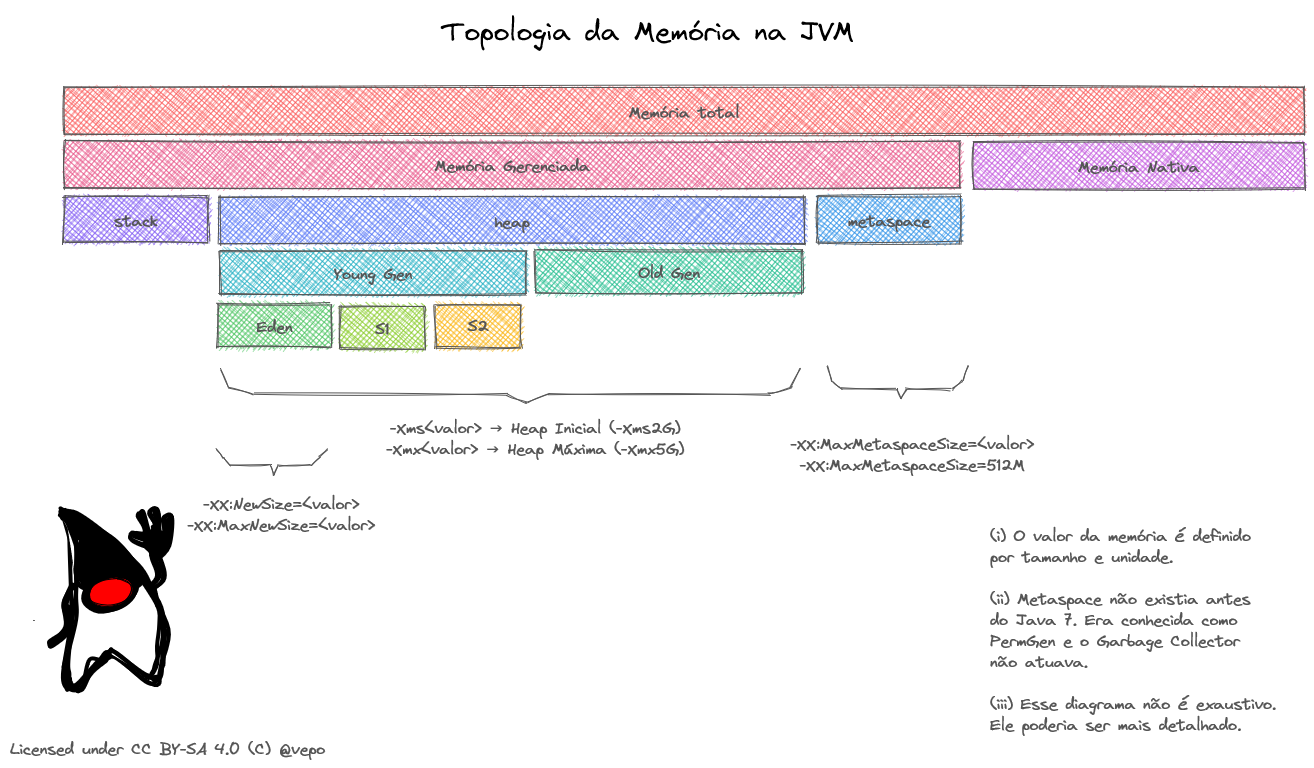 Topologia da Memória na JVM
Memória total
Memória Gerenciada
Memória Nativa
stack
heap
metaspace
Young Gen
Old Gen
Eden
S1
S2
-Xms<valor> → Heap Inicial (-Xms2G)
-Xmx<valor> → Heap Máxima (-Xmx5G)
-XX:MaxMetaspaceSize=<valor>
-XX:MaxMetaspaceSize=512M
-XX:NewSize=<valor>
-XX:MaxNewSize=<valor>
(i) O valor da memória é definido
por tamanho e unidade.
(ii) Metaspace não existia antes
do Java 7. Era conhecida como
PermGen e o Garbage Collector
não atuava.
(iii) Esse diagrama não é exaustivo.
Ele poderia ser mais detalhado.
Licensed under CC BY-SA 4.0 (C) @vepo